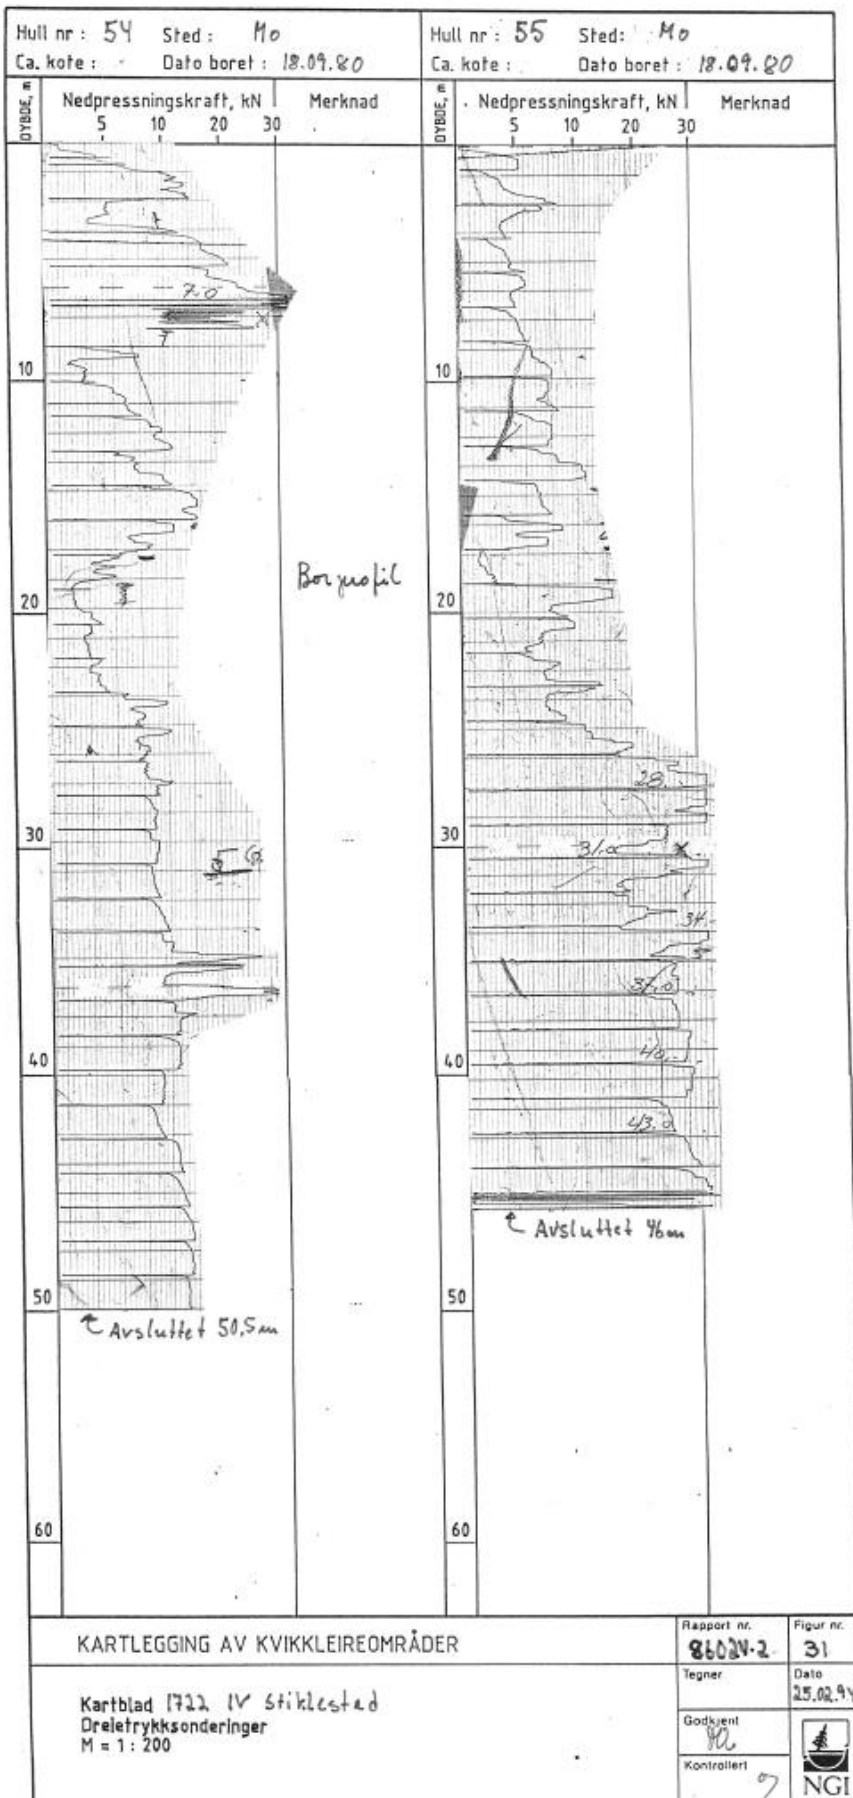 Hull nr : 54 Sted : Mo
Ca. kote : Dato boret : 18.09.80
DYBDE, m
Nedpressningskraft, kN
Merknad
5 10 20 30
7.0
10
20
30
40
50
60
Borprofil
Avsluttet 50,5 m
Hull nr : 55 Sted: Mo
Ca. kote : Dato boret : 18.09.80
DYBDE, m
Nedpressningskraft, kN
Merknad
5 10 20 30
10
20
28.
30
31.0
34.
37.0
40
40.
43.0
Avsluttet 46m
50
60
KARTLEGGING AV KVIKKLEIREOMRÅDER
Kartblad 1722 IV Stiklestad
Dreietrykksonderinger
M = 1 : 200
Rapport nr.
86024-2
Figur nr.
31
Tegner
Dato
25.02.94
Godkjent
Kontrollert
NGI